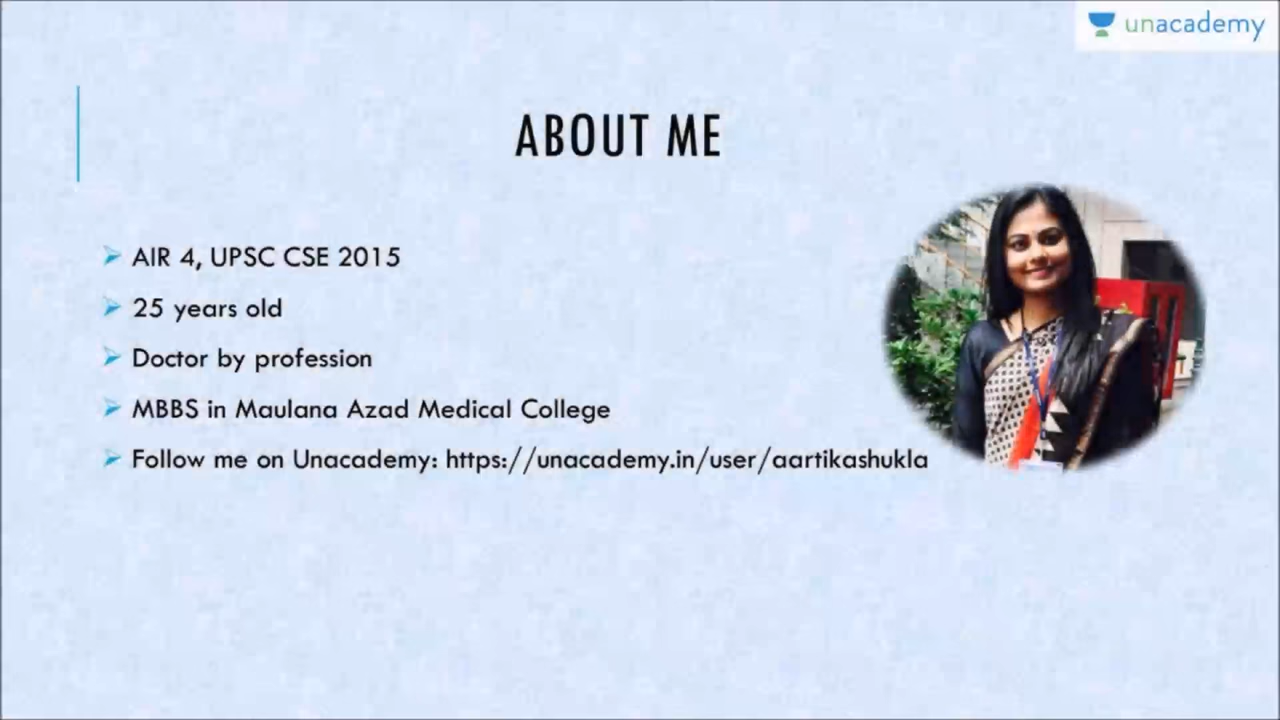 unacademy
ABOUT ME
AIR 4, UPSC CSE 2015
25 years old
Doctor by profession
MBBS in Maulana Azad Medical College
Follow me on Unacademy: https://unacademy.in/user/aartikashukla